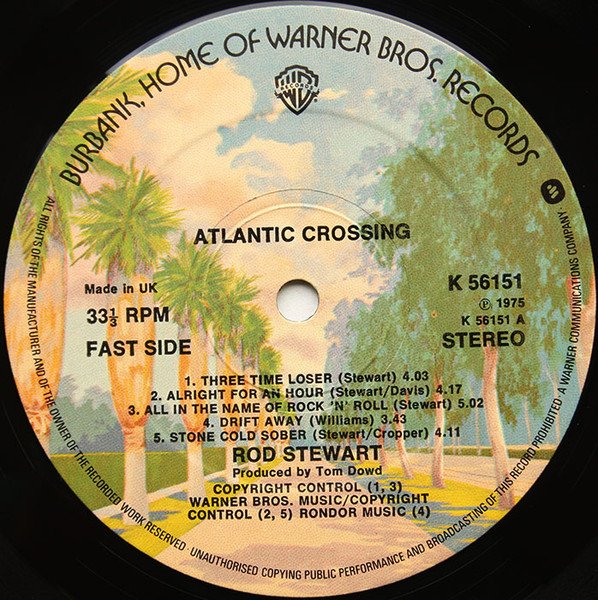 BURBANK, HOME OF WARNER BROS. RECORDS
WB
RECORDS
ATLANTIC CROSSING
Made in UK
33⅓ RPM
FAST SIDE
K 56151
℗ 1975
K 56151 A
STEREO
1. THREE TIME LOSER (Stewart) 4.03
2. ALRIGHT FOR AN HOUR (Stewart/Davis) 4.17
3. ALL IN THE NAME OF ROCK 'N' ROLL (Stewart) 5.02
4. DRIFT AWAY (Williams) 3.43
5. STONE COLD SOBER (Stewart/Cropper) 4.11
ROD STEWART
Produced by Tom Dowd
COPYRIGHT CONTROL (1, 3)
WARNER BROS. MUSIC/COPYRIGHT
CONTROL (2, 5) RONDOR MUSIC (4)
ALL RIGHTS OF THE MANUFACTURER AND OF THE OWNER OF THE RECORDED WORK RESERVED · UNAUTHORISED COPYING PUBLIC PERFORMANCE AND BROADCASTING OF THIS RECORD PROHIBITED A WARNER COMMUNICATIONS COMPANY ·